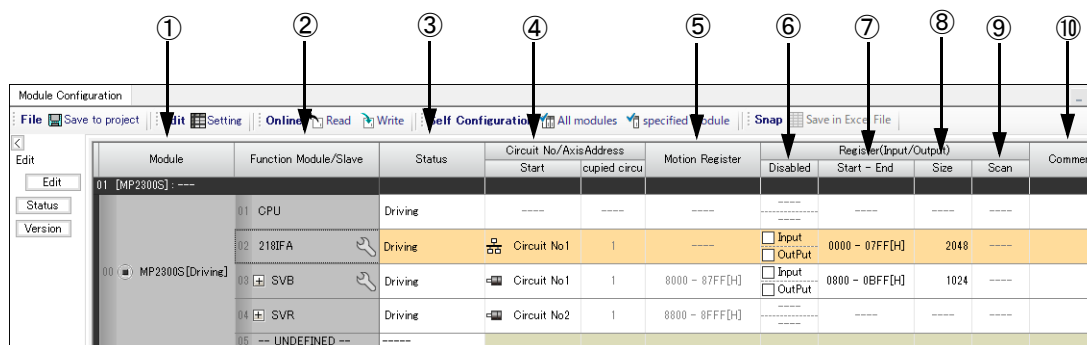 ① ② ③ ④ ⑤ ⑥ ⑦ ⑧ ⑨ ⑩
Module Configuration
File Save to project Edit Setting Online Read Write Self Configuration All modules specified Module Snap Save in Excel File
<
Edit
Edit
Status
Version
Module Function Module/Slave Status Circuit No/AxisAddress Motion Register Register(Input/Output) Commen
Start cupied circu Disabled Start - End Size Scan
01 [MP2300S] : ---
00 MP2300S[Driving]
01 CPU Driving ---- ---- ---- ---- ---- ---- ---- ----
02 218IFA Driving Circuit No1 1 ---- Input OutPut 0000 - 07FF[H] 2048 ----
03 + SVB Driving Circuit No1 1 8000 - 87FF[H] Input OutPut 0800 - 0BFF[H] 1024 ----
04 + SVR Driving Circuit No2 1 8800 - 8FFF[H] ---- ---- ---- ---- ----
05 -- UNDEFINED -- -----